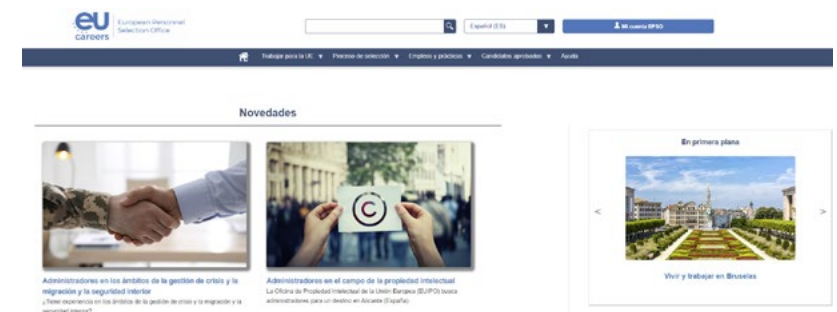 eu careers
European Personnel
Selection Office
Español (ES)
Mi cuenta EPSO
Trabajar para la UE
Proceso de selección
Empleos y prácticas
Candidatos aprobados
Ayuda
Novedades
Administradores en los ámbitos de la gestión de crisis y la
migración y la seguridad interior
¿Tiene experiencia en los ámbitos de la gestión de crisis y la migración y la
seguridad interior?
©
Administradores en el campo de la propiedad intelectual
La Oficina de Propiedad Intelectual de la Unión Europea (EUIPO) busca
administradores para un destino en Alicante (España)
En primera plana
<
>
Vivir y trabajar en Bruselas